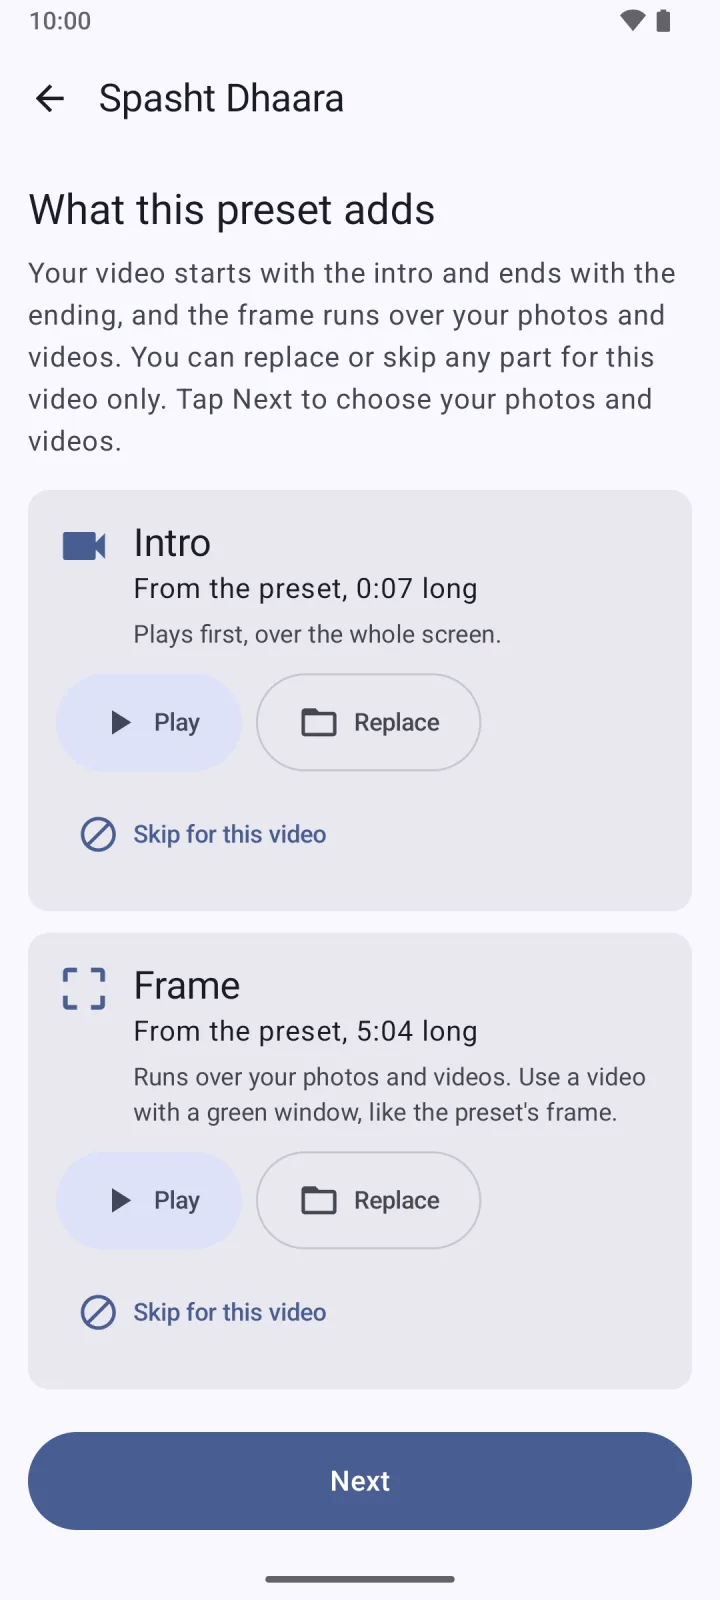 10:00
Spasht Dhaara
What this preset adds
Your video starts with the intro and ends with the
ending, and the frame runs over your photos and
videos. You can replace or skip any part for this
video only. Tap Next to choose your photos and
videos.
Intro
From the preset, 0:07 long
Plays first, over the whole screen.
Play
Replace
Skip for this video
Frame
From the preset, 5:04 long
Runs over your photos and videos. Use a video
with a green window, like the preset's frame.
Play
Replace
Skip for this video
Next